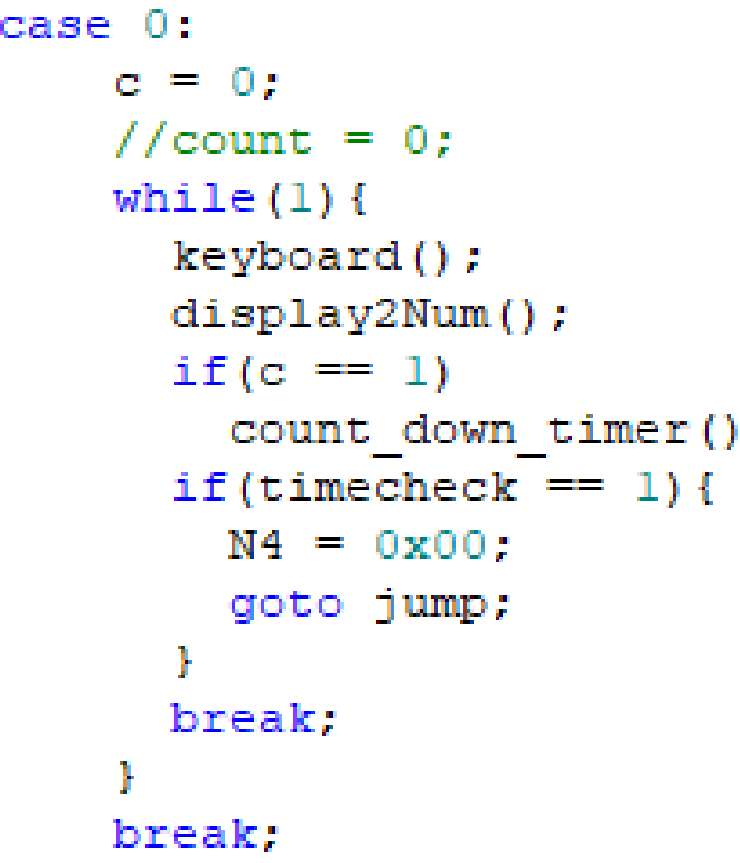 case 0:
c = 0;
//count = 0;
while(1){
keyboard();
display2Num();
if(c == 1)
count_down_timer()
if(timecheck == 1){
N4 = 0x00;
goto jump;
}
break;
}
break;